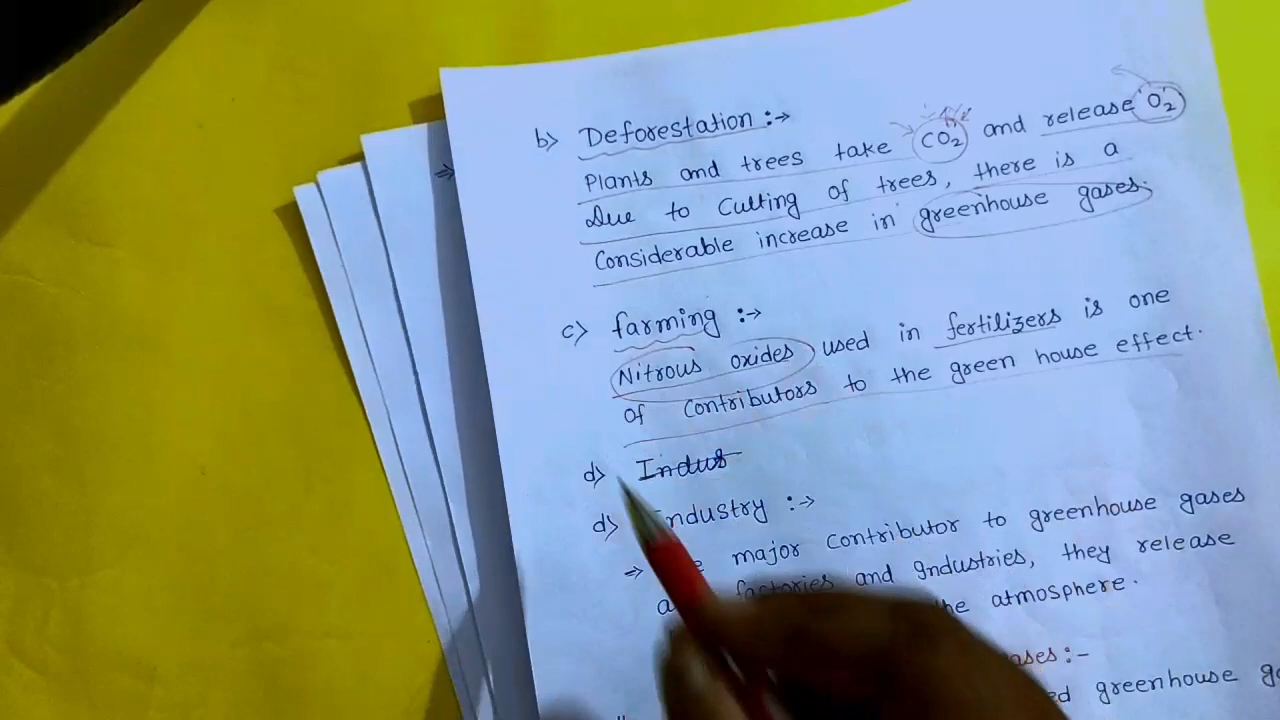 b) Deforestation :->
Plants and trees take CO2 and release O2
Due to Cutting of trees, there is a
Considerable increase in greenhouse gases.
c) farming :->
Nitrous oxides used in fertilizers is one
of contributors to the green house effect.
d) Indus
d) Industry :->
=> major contributor to greenhouse gases
factories and Industries, they release
the atmosphere.
gases :-
greenhouse